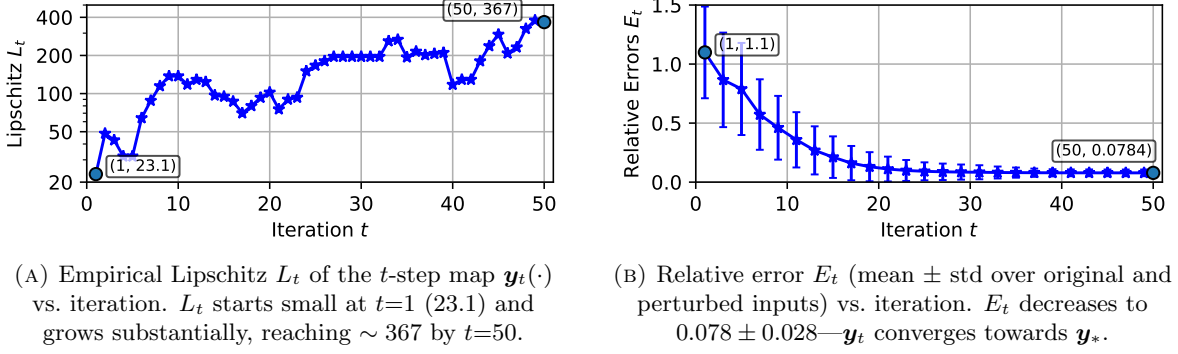 400
200
100
50
20
0
10
20
30
40
50
Lipschitz L_t
Iteration t
(1, 23.1)
(50, 367)
1.5
1.0
0.5
0.0
0
10
20
30
40
50
Relative Errors E_t
Iteration t
(1, 1.1)
(50, 0.0784)
(A) Empirical Lipschitz L_t of the t-step map y_t(·)
vs. iteration. L_t starts small at t=1 (23.1) and
grows substantially, reaching ∼ 367 by t=50.
(B) Relative error E_t (mean ± std over original and
perturbed inputs) vs. iteration. E_t decreases to
0.078 ± 0.028—y_t converges towards y_*.